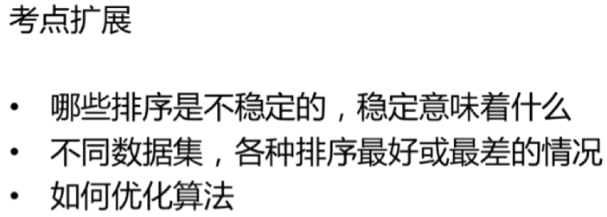 考点扩展
• 哪些排序是不稳定的，稳定意味着什么
• 不同数据集，各种排序最好或最差的情况
• 如何优化算法